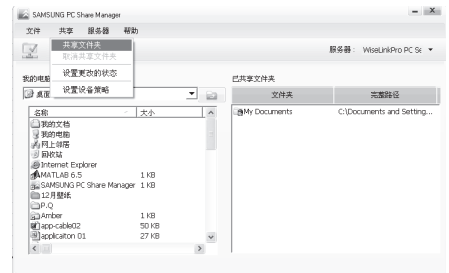 SAMSUNG PC Share Manager
文件 共享 服务器 帮助
共享文件夹
取消共享文件夹
设置更改的状态
设置设备策略
服务器： WiseLinkPro PC Se
我的电脑
桌面
已共享文件夹
文件夹 完整路径
My Documents C:\Documents and Setting...
名称 大小
我的文档
我的电脑
网上邻居
回收站
Internet Explorer
MATLAB 6.5 1 KB
SAMSUNG PC Share Manager 1 KB
12月壁纸
P.Q
Amber 1 KB
app-cable02 50 KB
applicaiton 01 27 KB